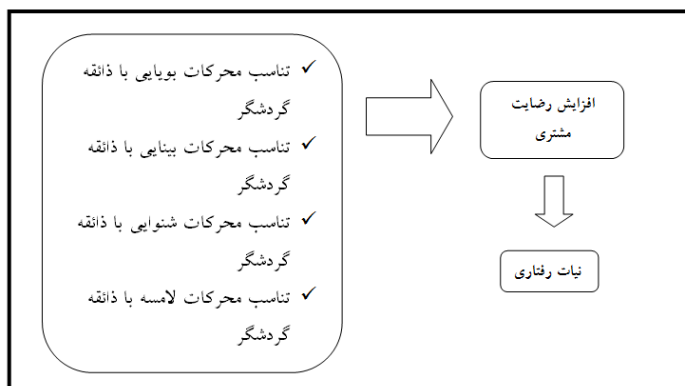 ✓ تناسب محرکات بویایی با ذائقه
گردشگر
✓ تناسب محرکات بینایی با ذائقه
گردشگر
✓ تناسب محرکات شنوایی با ذائقه
گردشگر
✓ تناسب محرکات لامسه با ذائقه
گردشگر
افزایش رضایت
مشتری
نیات رفتاری